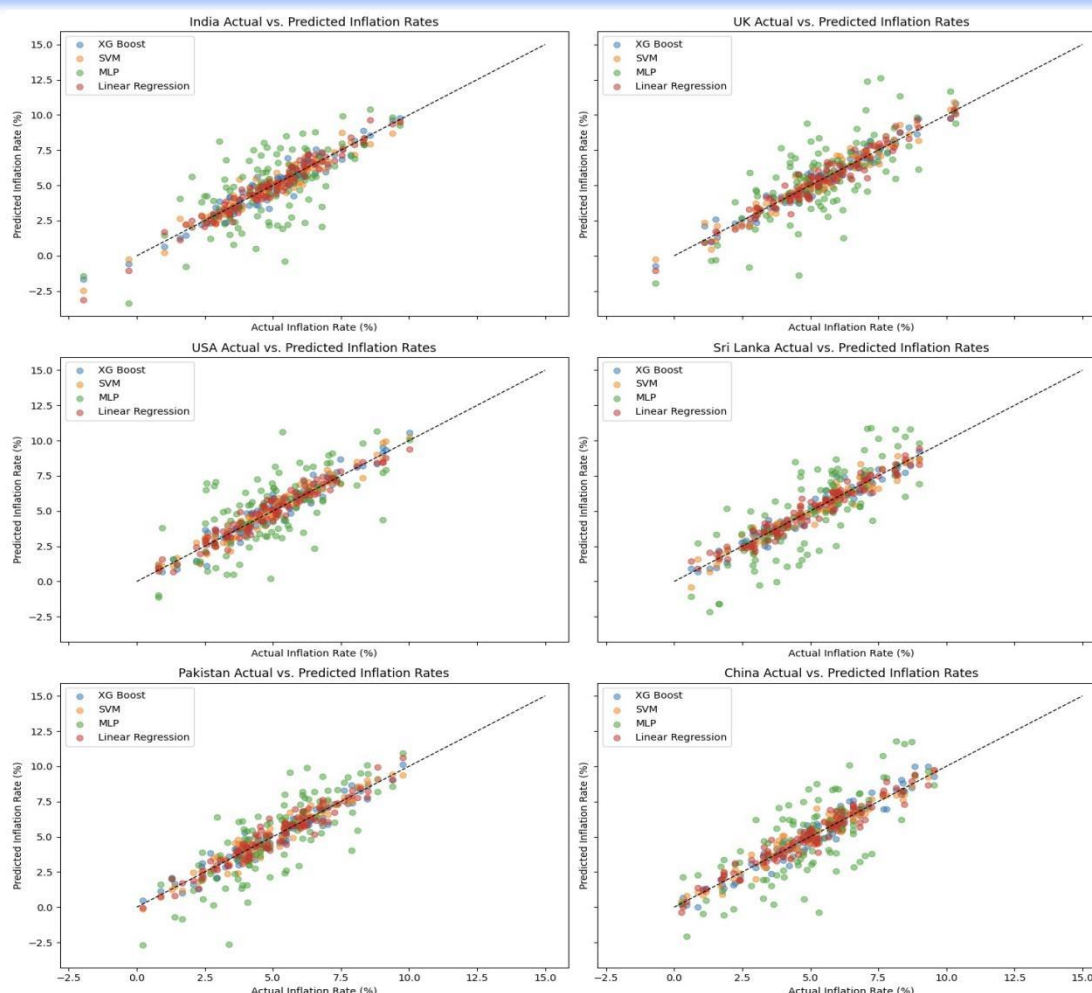 India Actual vs. Predicted Inflation Rates
15.0
12.5
10.0
7.5
5.0
2.5
0.0
−2.5
Predicted Inflation Rate (%)
XG Boost
SVM
MLP
Linear Regression
Actual Inflation Rate (%)
UK Actual vs. Predicted Inflation Rates
Predicted Inflation Rate (%)
XG Boost
SVM
MLP
Linear Regression
Actual Inflation Rate (%)
USA Actual vs. Predicted Inflation Rates
15.0
12.5
10.0
7.5
5.0
2.5
0.0
−2.5
Predicted Inflation Rate (%)
XG Boost
SVM
MLP
Linear Regression
Actual Inflation Rate (%)
Sri Lanka Actual vs. Predicted Inflation Rates
Predicted Inflation Rate (%)
XG Boost
SVM
MLP
Linear Regression
Actual Inflation Rate (%)
Pakistan Actual vs. Predicted Inflation Rates
15.0
12.5
10.0
7.5
5.0
2.5
0.0
−2.5
Predicted Inflation Rate (%)
XG Boost
SVM
MLP
Linear Regression
−2.5 0.0 2.5 5.0 7.5 10.0 12.5 15.0
Actual Inflation Rate (%)
China Actual vs. Predicted Inflation Rates
Predicted Inflation Rate (%)
XG Boost
SVM
MLP
Linear Regression
−2.5 0.0 2.5 5.0 7.5 10.0 12.5 15.0
Actual Inflation Rate (%)